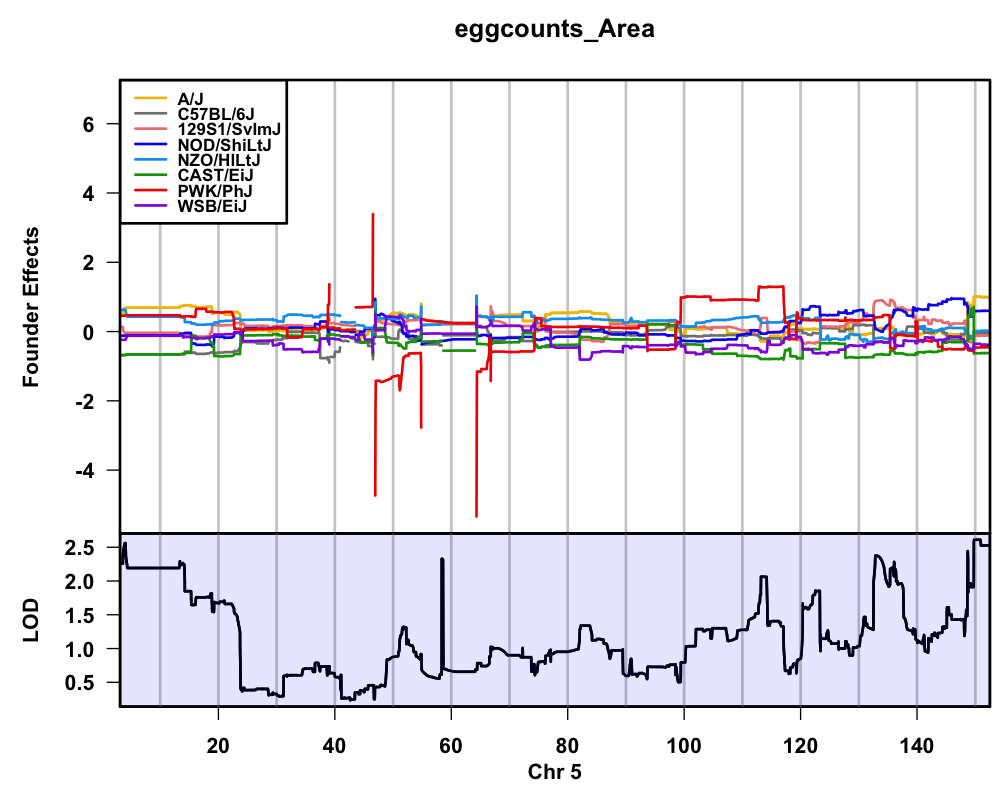 eggcounts_Area
A/J
C57BL/6J
129S1/SvImJ
NOD/ShiLtJ
NZO/HlLtJ
CAST/EiJ
PWK/PhJ
WSB/EiJ
Founder Effects
6
4
2
0
-2
-4
LOD
2.5
2.0
1.5
1.0
0.5
20 40 60 80 100 120 140
Chr 5